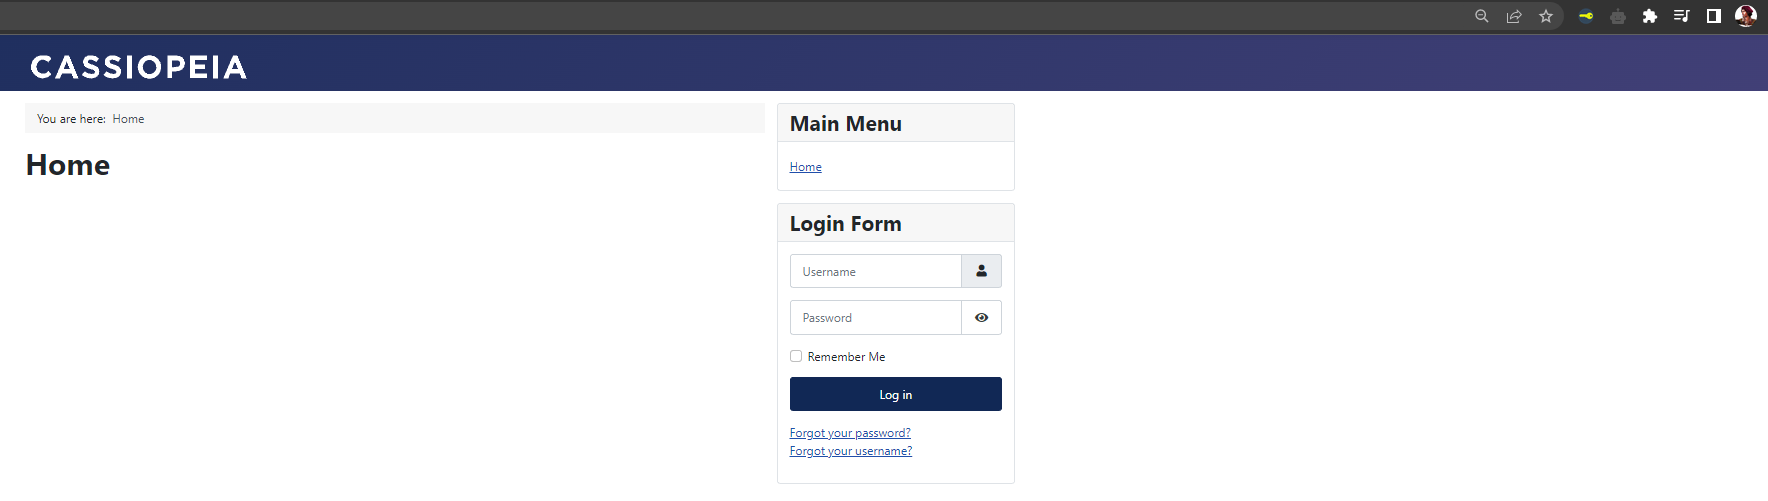 CASSIOPEIA
You are here: Home
Home
Main Menu
Home
Login Form
Username
Password
Remember Me
Log in
Forgot your password?
Forgot your username?